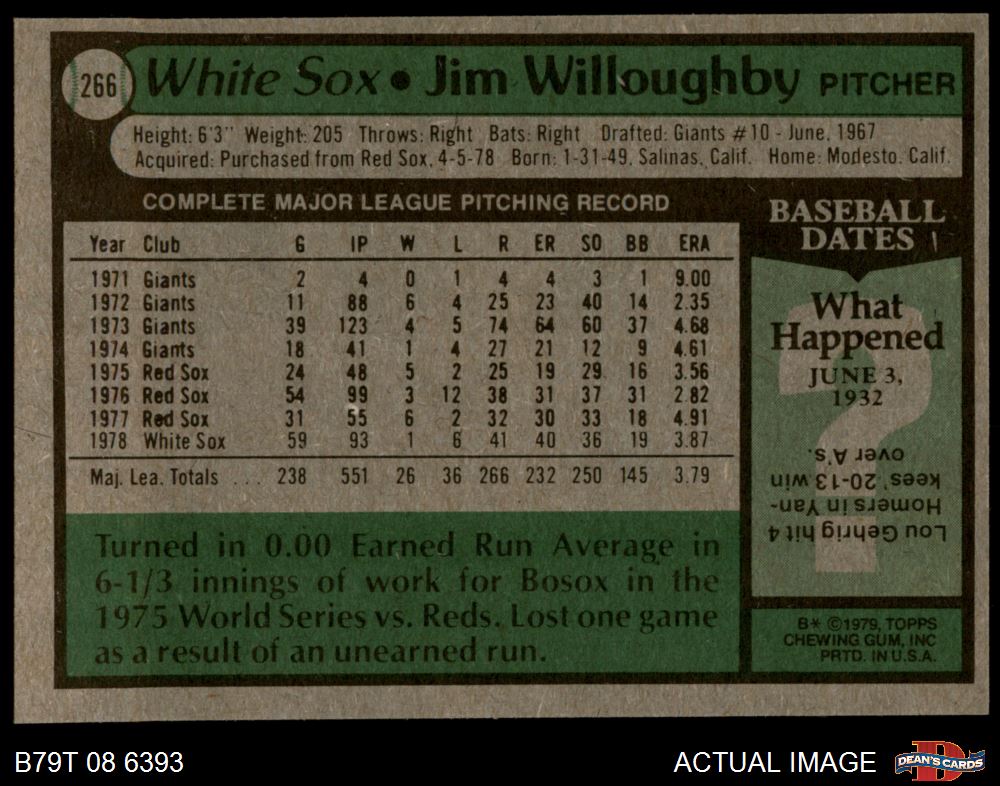 266 White Sox • Jim Willoughby PITCHER
Height: 6'3" Weight: 205 Throws: Right Bats: Right Drafted: Giants #10 - June, 1967
Acquired: Purchased from Red Sox, 4-5-78 Born: 1-31-49, Salinas, Calif. Home: Modesto, Calif.
COMPLETE MAJOR LEAGUE PITCHING RECORD
Year Club G IP W L R ER SO BB ERA
1971 Giants 2 4 0 1 4 4 3 1 9.00
1972 Giants 11 88 6 4 25 23 40 14 2.35
1973 Giants 39 123 4 5 74 64 60 37 4.68
1974 Giants 18 41 1 4 27 21 12 9 4.61
1975 Red Sox 24 48 5 2 25 19 29 16 3.56
1976 Red Sox 54 99 3 12 38 31 37 31 2.82
1977 Red Sox 31 55 6 2 32 30 33 18 4.91
1978 White Sox 59 93 1 6 41 40 36 19 3.87
Maj. Lea. Totals ... 238 551 26 36 266 232 250 145 3.79
Turned in 0.00 Earned Run Average in
6-1/3 innings of work for Bosox in the
1975 World Series vs. Reds. Lost one game
as a result of an unearned run.
BASEBALL
DATES
What
Happened
JUNE 3,
1932
?
Lou Gehrig hit 4
Homers in Yan-
kees' 20-13 win
over A's.
B* ©1979, TOPPS
CHEWING GUM, INC
PRTD. IN U.S.A.
B79T 08 6393
ACTUAL IMAGE
D
DEAN'S CARDS